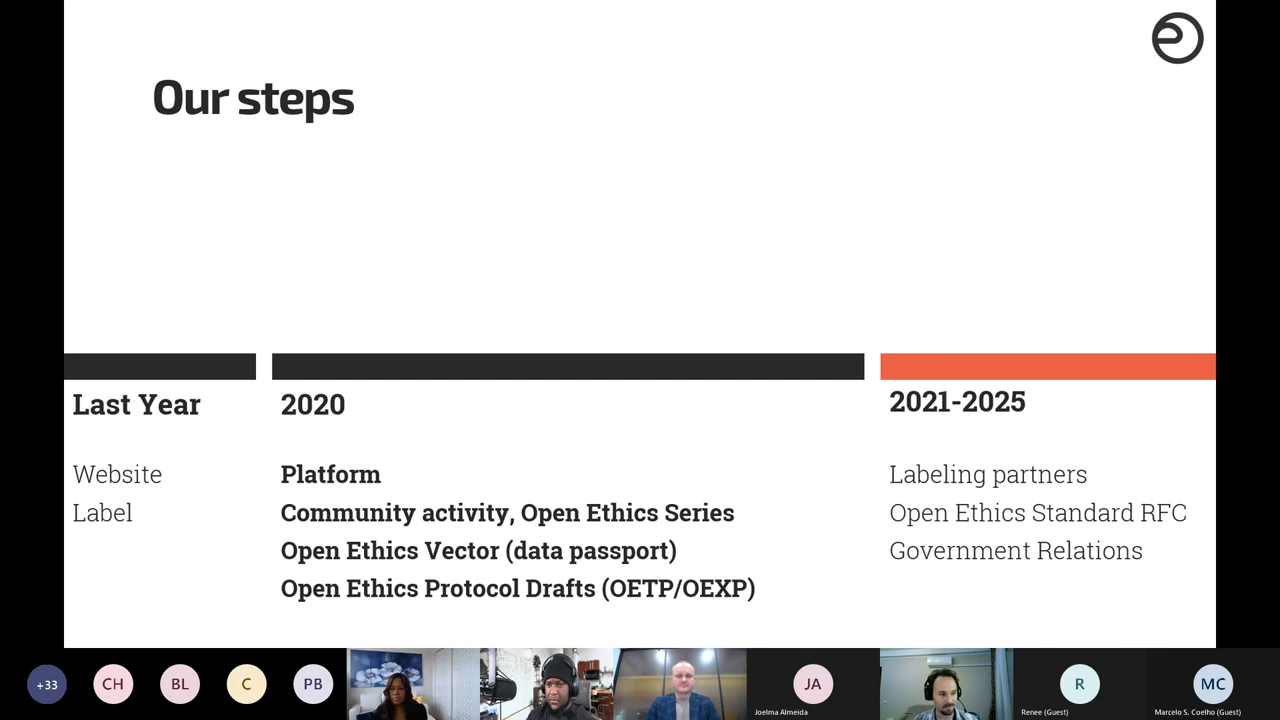 Our steps
Last Year
Website
Label
2020
Platform
Community activity, Open Ethics Series
Open Ethics Vector (data passport)
Open Ethics Protocol Drafts (OETP/OEXP)
2021-2025
Labeling partners
Open Ethics Standard RFC
Government Relations
+33
CH
BL
C
PB
JA
Joelma Almeida
R
Renee (Guest)
MC
Marcelo S. Coelho (Guest)